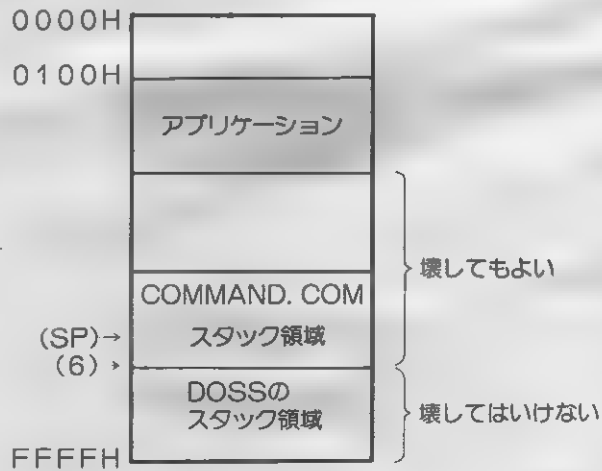 0000H
0100H
アプリケーション
壊してもよい
COMMAND. COM
スタック領域
(SP)→
(6)→
DOSSの
スタック領域
壊してはいけない
FFFFH